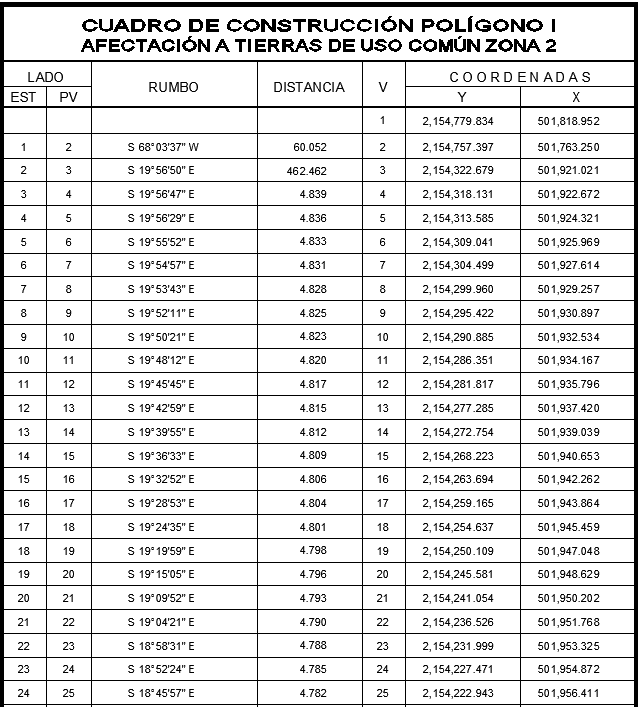 CUADRO DE CONSTRUCCIÓN POLÍGONO I
AFECTACIÓN A TIERRAS DE USO COMÚN ZONA 2
LADO RUMBO DISTANCIA V COORDENADAS
EST PV Y X
1 2,154,779.834 501,818.952
1 2 S 68°03'37" W 60.052 2 2,154,757.397 501,763.250
2 3 S 19°56'50" E 462.462 3 2,154,322.679 501,921.021
3 4 S 19°56'47" E 4.839 4 2,154,318.131 501,922.672
4 5 S 19°56'29" E 4.836 5 2,154,313.585 501,924.321
5 6 S 19°55'52" E 4.833 6 2,154,309.041 501,925.969
6 7 S 19°54'57" E 4.831 7 2,154,304.499 501,927.614
7 8 S 19°53'43" E 4.828 8 2,154,299.960 501,929.257
8 9 S 19°52'11" E 4.825 9 2,154,295.422 501,930.897
9 10 S 19°50'21" E 4.823 10 2,154,290.885 501,932.534
10 11 S 19°48'12" E 4.820 11 2,154,286.351 501,934.167
11 12 S 19°45'45" E 4.817 12 2,154,281.817 501,935.796
12 13 S 19°42'59" E 4.815 13 2,154,277.285 501,937.420
13 14 S 19°39'55" E 4.812 14 2,154,272.754 501,939.039
14 15 S 19°36'33" E 4.809 15 2,154,268.223 501,940.653
15 16 S 19°32'52" E 4.806 16 2,154,263.694 501,942.262
16 17 S 19°28'53" E 4.804 17 2,154,259.165 501,943.864
17 18 S 19°24'35" E 4.801 18 2,154,254.637 501,945.459
18 19 S 19°19'59" E 4.798 19 2,154,250.109 501,947.048
19 20 S 19°15'05" E 4.796 20 2,154,245.581 501,948.629
20 21 S 19°09'52" E 4.793 21 2,154,241.054 501,950.202
21 22 S 19°04'21" E 4.790 22 2,154,236.526 501,951.768
22 23 S 18°58'31" E 4.788 23 2,154,231.999 501,953.325
23 24 S 18°52'24" E 4.785 24 2,154,227.471 501,954.872
24 25 S 18°45'57" E 4.782 25 2,154,222.943 501,956.411